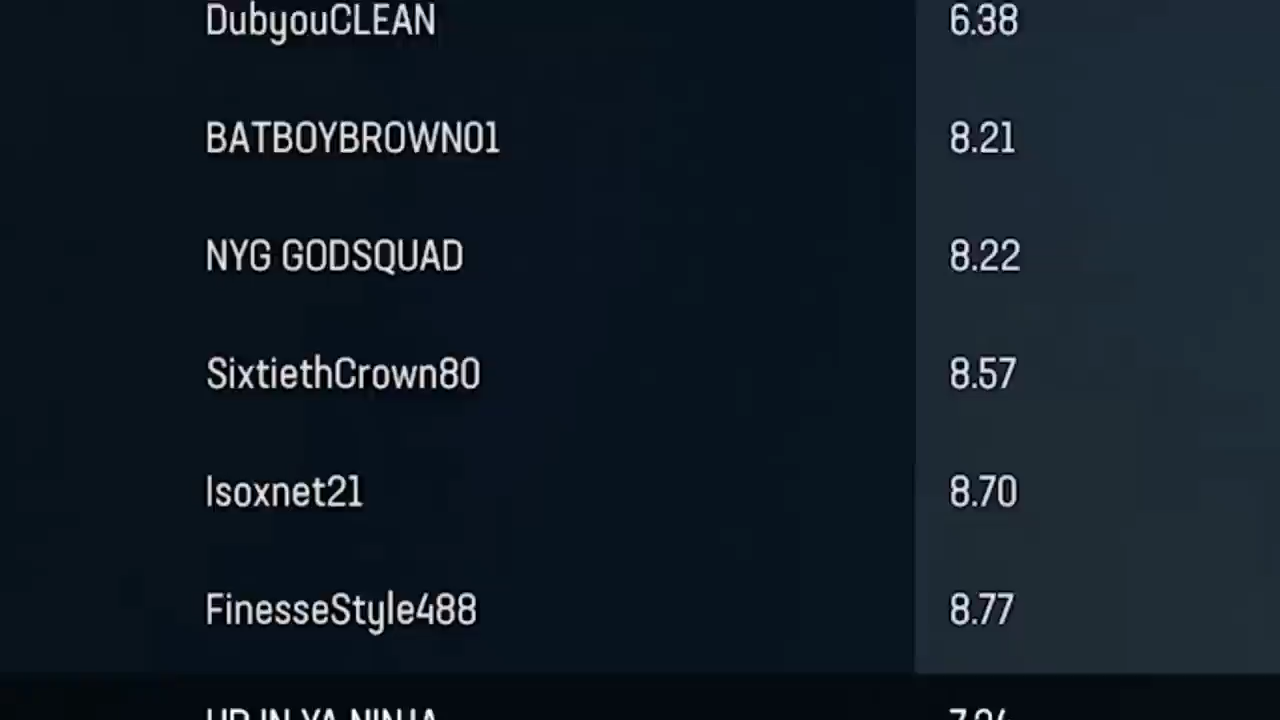 DubyouCLEAN 6.38
BATBOYBROWN01 8.21
NYG GODSQUAD 8.22
SixtiethCrown80 8.57
Isoxnet21 8.70
FinesseStyle488 8.77